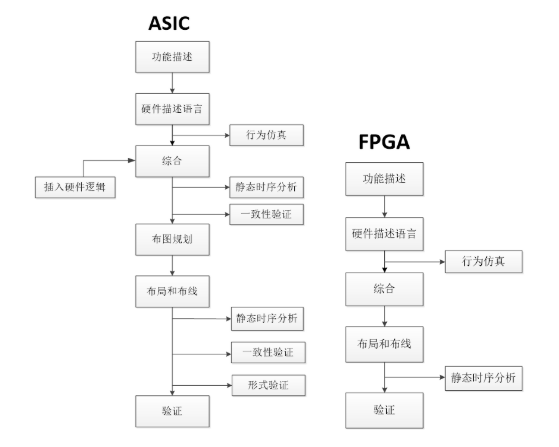 ASIC
功能描述
硬件描述语言
行为仿真
综合
插入硬件逻辑
静态时序分析
一致性验证
布图规划
布局和布线
静态时序分析
一致性验证
形式验证
验证
FPGA
功能描述
硬件描述语言
行为仿真
综合
布局和布线
静态时序分析
验证